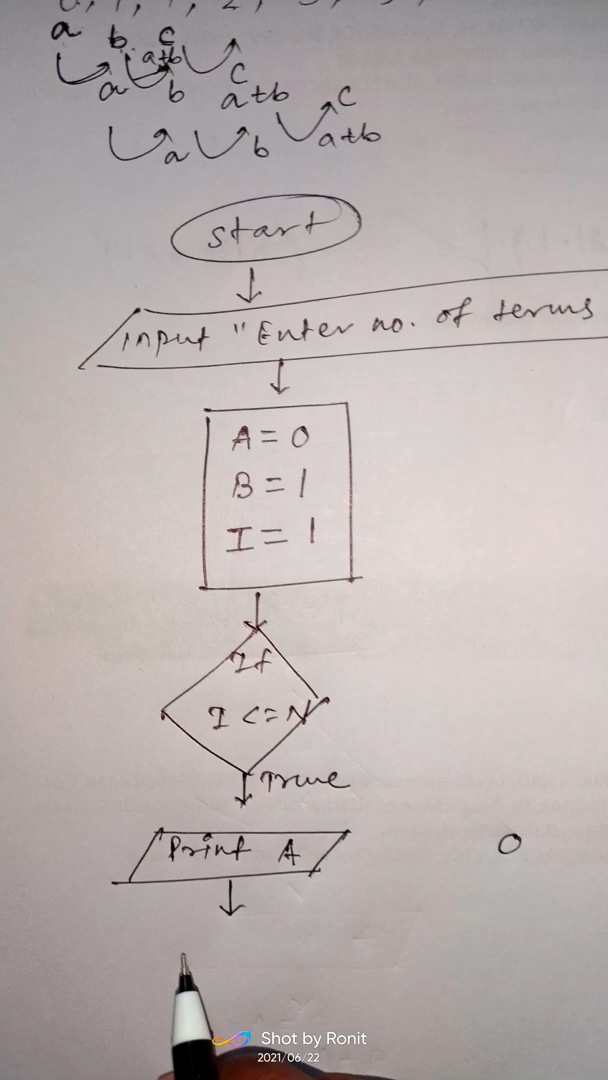 a b c
a a+b c
b a+b c
a b a+b
start
input "Enter no. of terms
A = 0
B = 1
I = 1
If
I <= N
True
Print A
0
Shot by Ronit
2021/06/22